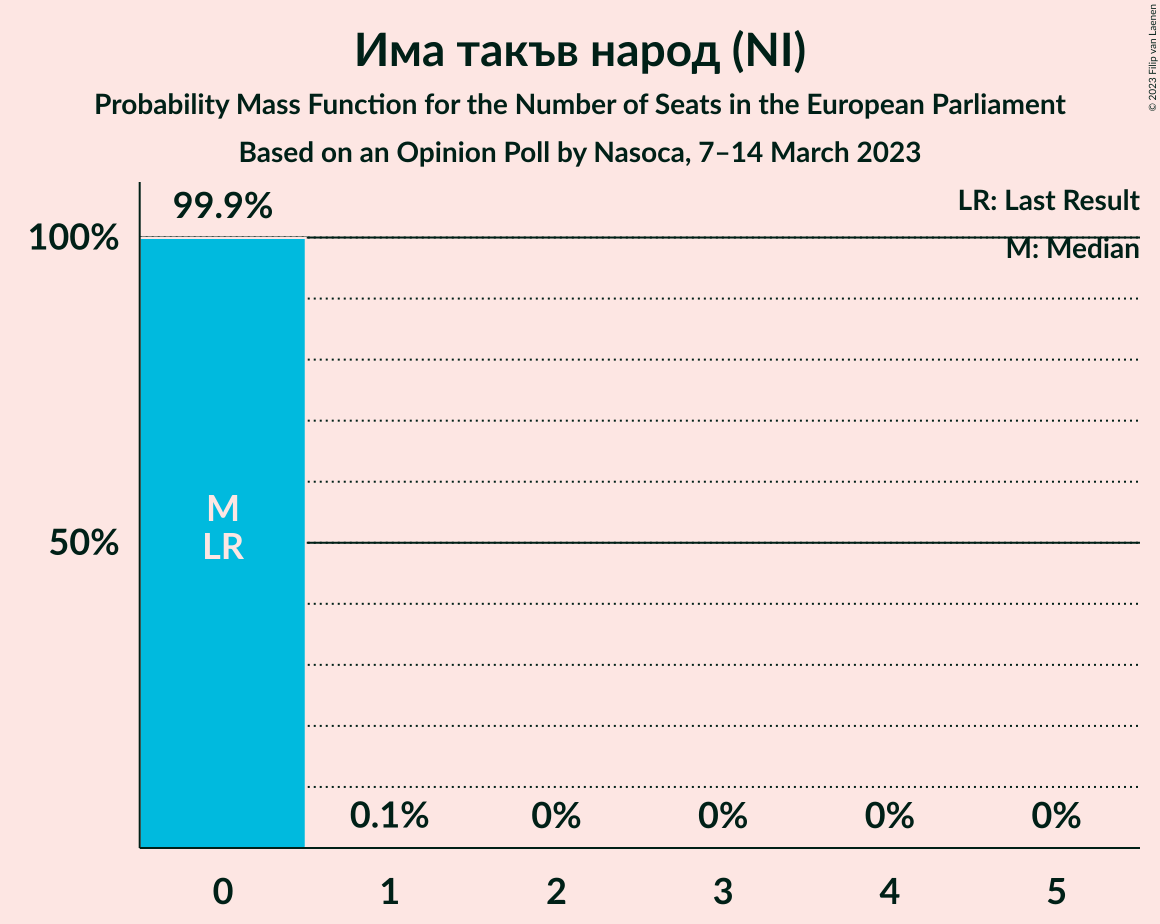 Има такъв народ (NI)
Probability Mass Function for the Number of Seats in the European Parliament
Based on an Opinion Poll by Nasoca, 7–14 March 2023
© 2023 Filip van Laenen
LR: Last Result
M: Median
99.9%
100%
M
LR
50%
0.1% 0% 0% 0% 0%
0 1 2 3 4 5